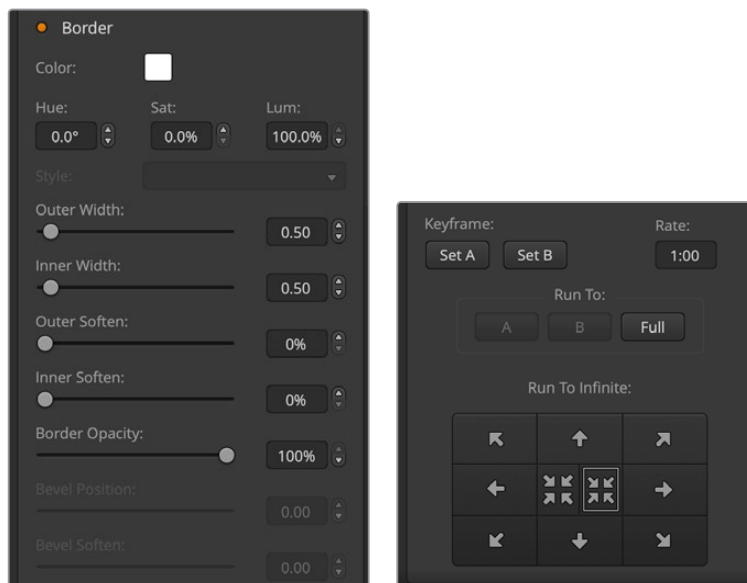 Border
Color:
Hue: Sat: Lum:
0.0° 0.0% 100.0%
Style:
Outer Width:
0.50
Inner Width:
0.50
Outer Soften:
0%
Inner Soften:
0%
Border Opacity:
100%
Bevel Position:
0.00
Bevel Soften:
0.00
Keyframe: Rate:
Set A Set B 1:00
Run To:
A B Full
Run To Infinite: